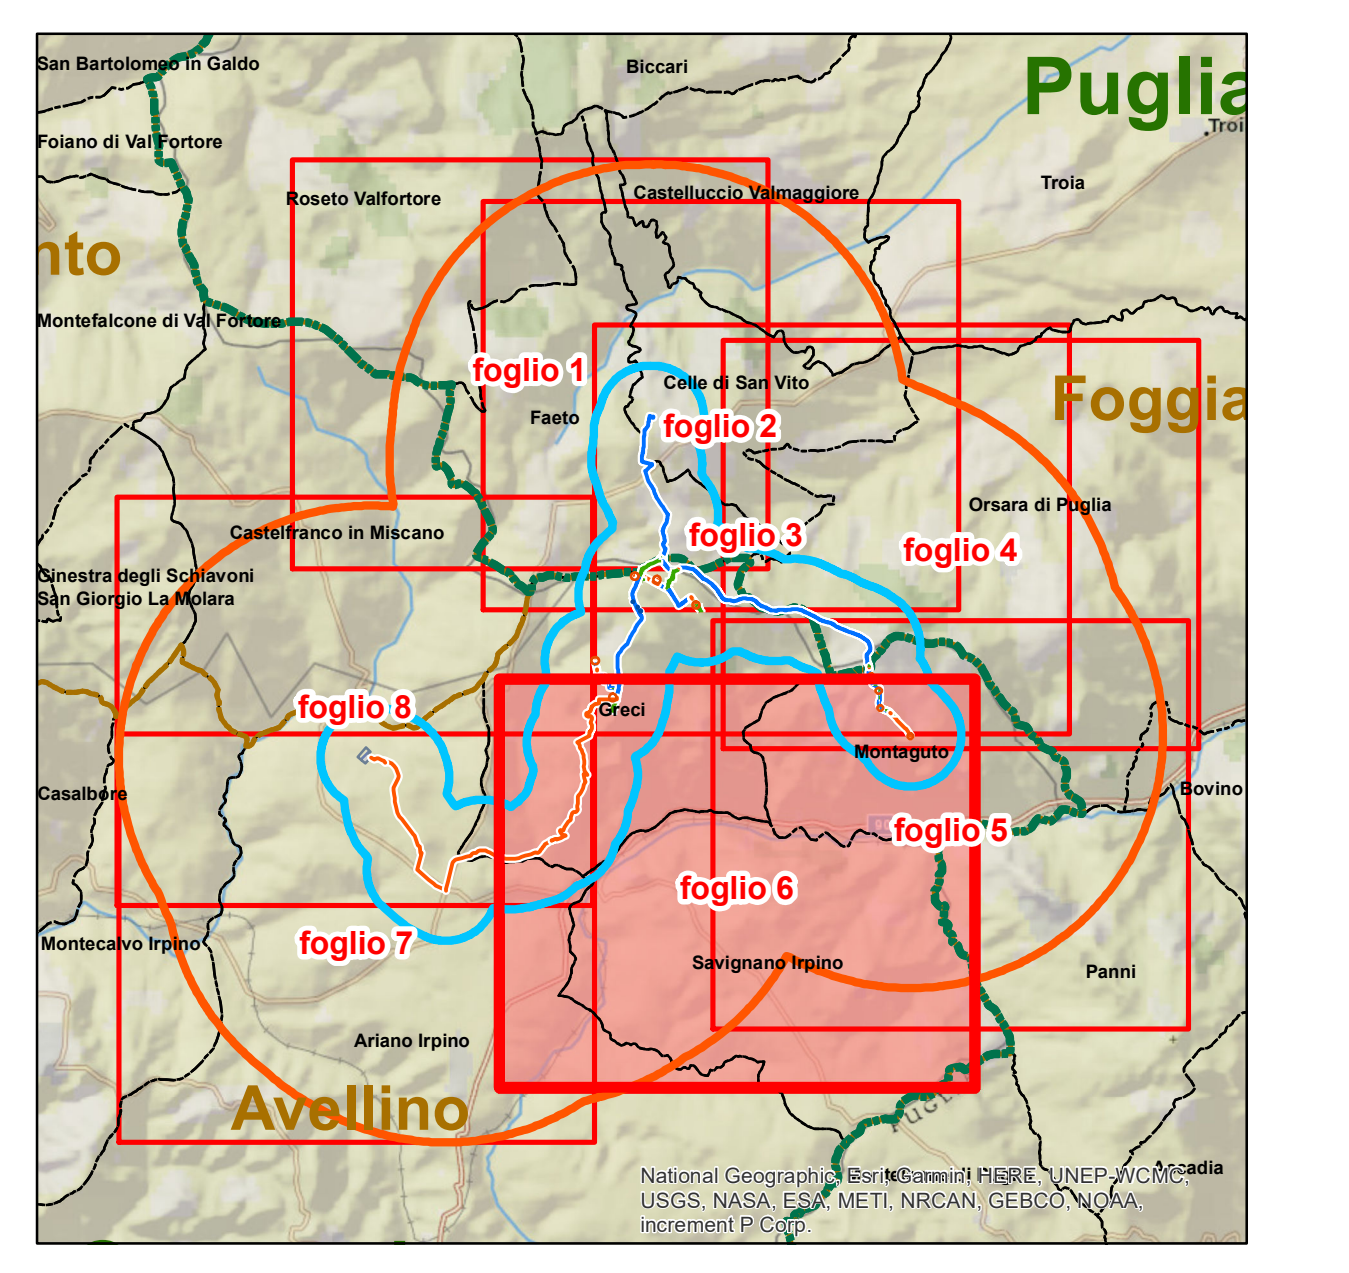 San Bartolomeo in Galdo
Biccari
Puglia
Troi
Foiano di Val Fortore
Troia
Roseto Valfortore
Castelluccio Valmaggiore
nto
Montefalcone di Val Fortore
foglio 1
Celle di San Vito
Foggia
Faeto
foglio 2
Orsara di Puglia
Castelfranco in Miscano
foglio 3
foglio 4
Ginestra degli Schiavoni
San Giorgio La Molara
foglio 8
Greci
Montaguto
Casalbore
Bovino
foglio 5
foglio 6
Montecalvo Irpino
foglio 7
Savignano Irpino
Panni
Ariano Irpino
Avellino
PUGL
National Geographic, Esri, Garmin, HERE, UNEP-WCMC,
USGS, NASA, ESA, METI, NRCAN, GEBCO, NOAA,
increment P Corp.